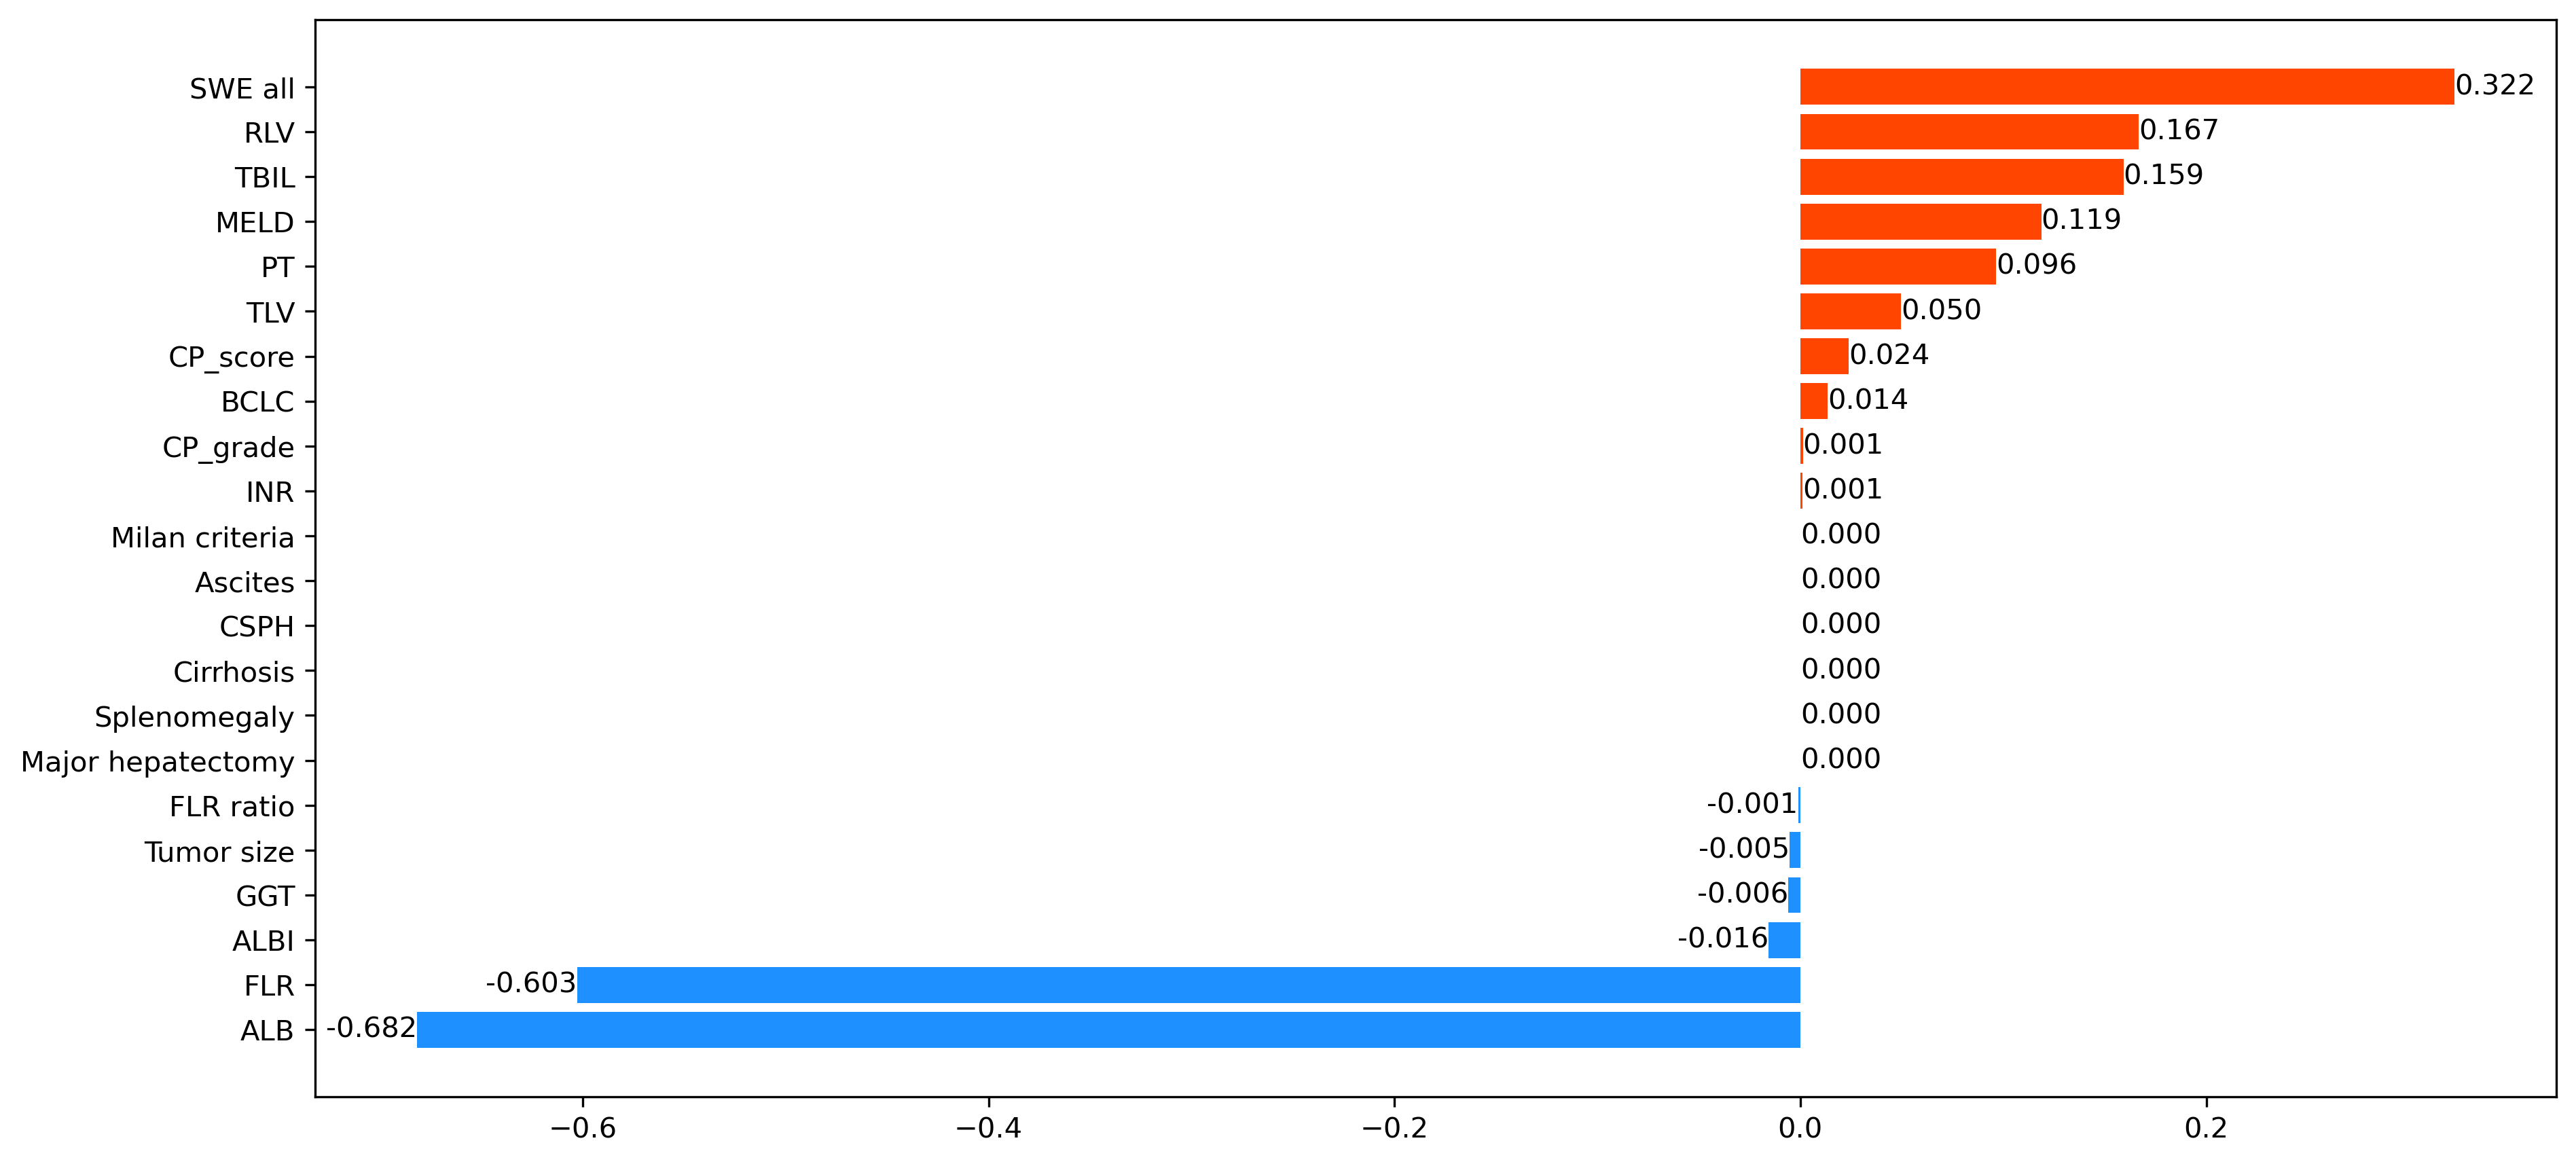 SWE all 0.322
RLV 0.167
TBIL 0.159
MELD 0.119
PT 0.096
TLV 0.050
CP_score 0.024
BCLC 0.014
CP_grade 0.001
INR 0.001
Milan criteria 0.000
Ascites 0.000
CSPH 0.000
Cirrhosis 0.000
Splenomegaly 0.000
Major hepatectomy 0.000
FLR ratio -0.001
Tumor size -0.005
GGT -0.006
ALBI -0.016
FLR -0.603
ALB -0.682
−0.6 −0.4 −0.2 0.0 0.2